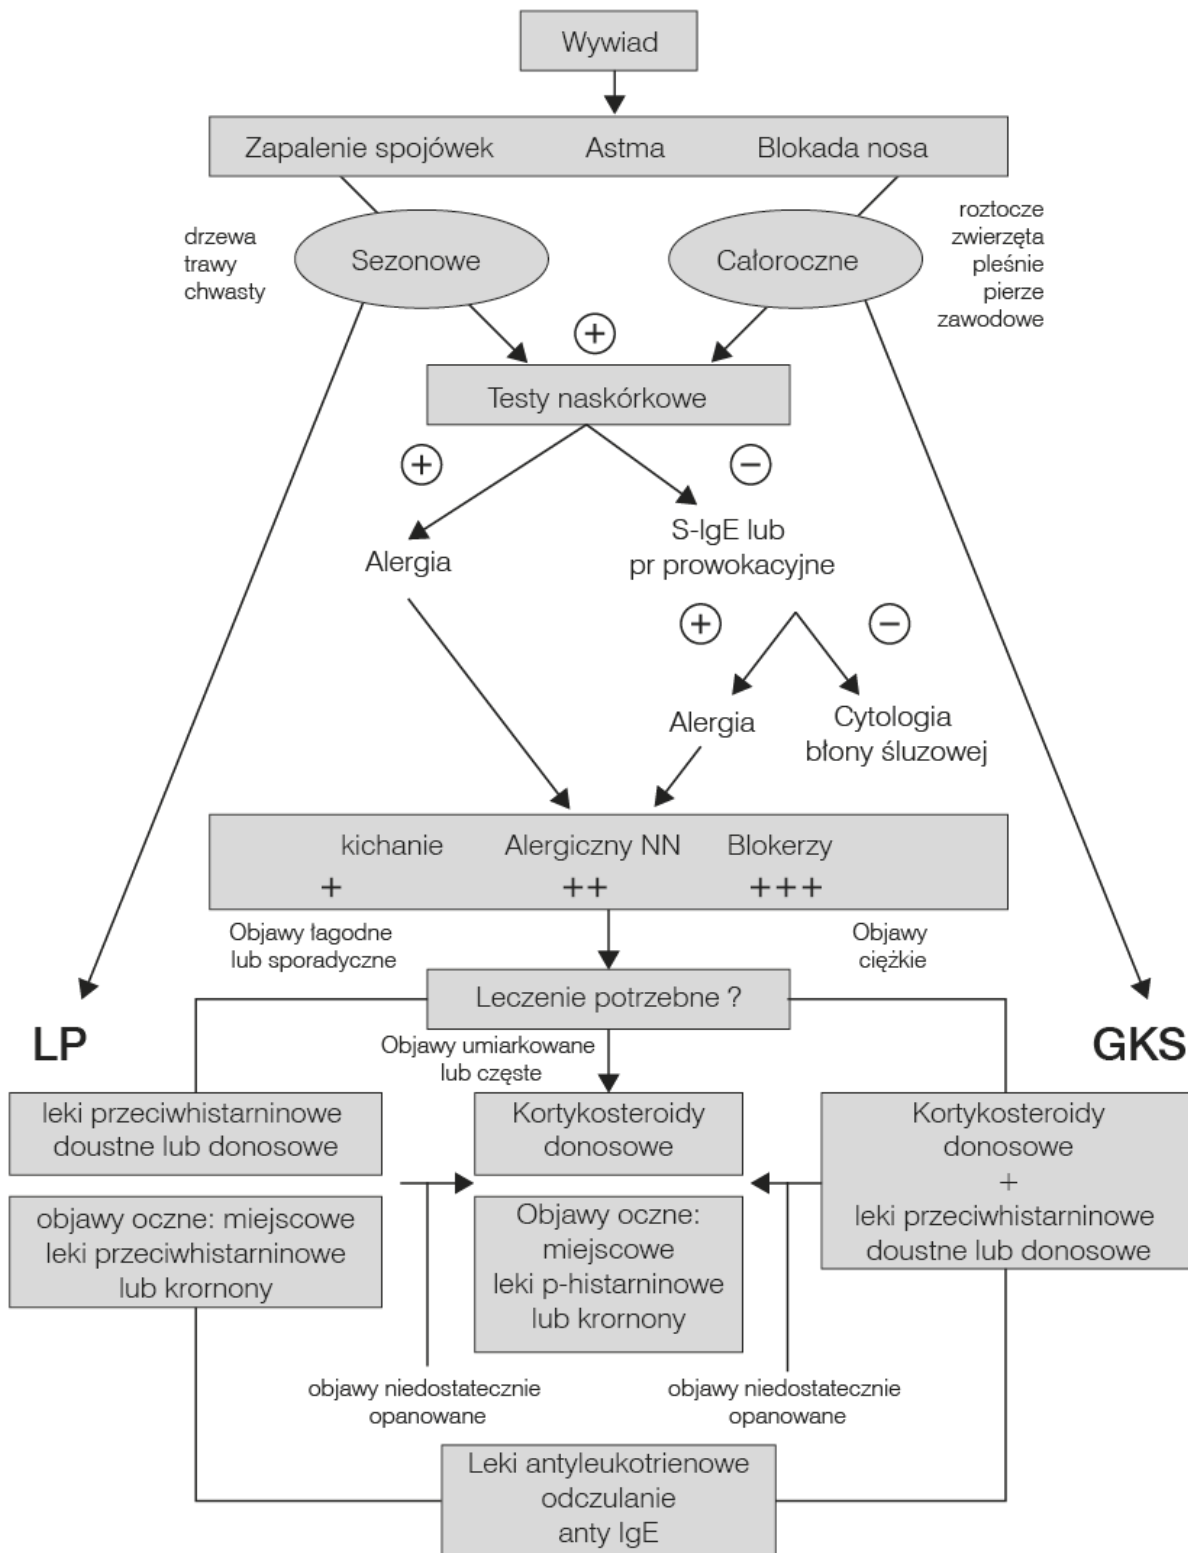 Wywiad
Zapalenie spojówek Astma Blokada nosa
drzewa
trawy
chwasty
Sezonowe
Całoroczne
roztocze
zwierzęta
pleśnie
pierze
zawodowe
+
Testy naskórkowe
+
−
Alergia
S-IgE lub
pr prowokacyjne
+
−
Alergia
Cytologia
błony śluzowej
kichanie Alergiczny NN Blokerzy
+ ++ +++
Objawy łagodne
lub sporadyczne
Objawy
ciężkie
Leczenie potrzebne ?
LP
Objawy umiarkowane
lub częste
GKS
leki przeciwhistarninowe
doustne lub donosowe
Kortykosteroidy
donosowe
Kortykosteroidy
donosowe
+
leki przeciwhistarninowe
doustne lub donosowe
objawy oczne: miejscowe
leki przeciwhistarninowe
lub krornony
Objawy oczne:
miejscowe
leki p-histarninowe
lub krornony
objawy niedostatecznie
opanowane
objawy niedostatecznie
opanowane
Leki antyleukotrienowe
odczulanie
anty IgE